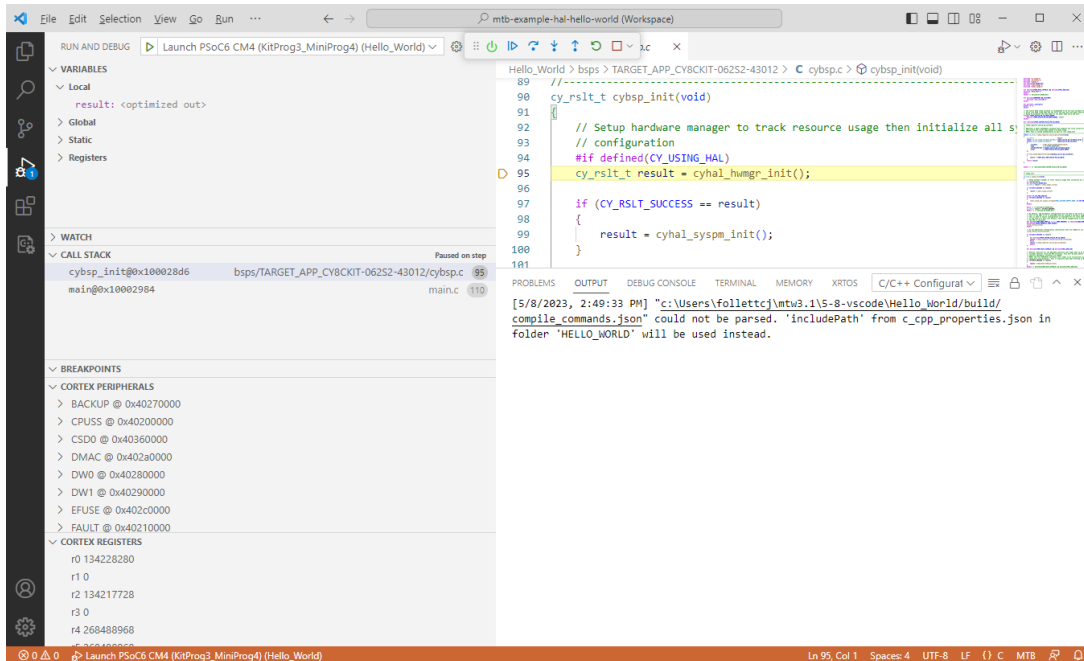 File Edit Selection View Go Run ··· mtb-example-hal-hello-world (Workspace)
RUN AND DEBUG Launch PSoC6 CM4 (KitProg3_MiniProg4) (Hello_World)
VARIABLES
Local
result: <optimized out>
Global
Static
Registers
WATCH
CALL STACK Paused on step
cybsp_init@0x100028d6 bsps/TARGET_APP_CY8CKIT-062S2-43012/cybsp.c 95
main@0x10002984 main.c 110
BREAKPOINTS
CORTEX PERIPHERALS
BACKUP @ 0x40270000
CPUSS @ 0x40200000
CSD0 @ 0x40360000
DMAC @ 0x402a0000
DW0 @ 0x40280000
DW1 @ 0x40290000
EFUSE @ 0x402c0000
FAULT @ 0x40210000
CORTEX REGISTERS
r0 134228280
r1 0
r2 134217728
r3 0
r4 268488968
Hello_World > bsps > TARGET_APP_CY8CKIT-062S2-43012 > C cybsp.c > cybsp_init(void)
89 //--------------------------------------------------------------------------
90 cy_rslt_t cybsp_init(void)
91 {
92 // Setup hardware manager to track resource usage then initialize all sy
93 // configuration
94 #if defined(CY_USING_HAL)
95 cy_rslt_t result = cyhal_hwmgr_init();
96
97 if (CY_RSLT_SUCCESS == result)
98 {
99 result = cyhal_syspm_init();
100 }
101
PROBLEMS OUTPUT DEBUG CONSOLE TERMINAL MEMORY XRTOS C/C++ Configurat
[5/8/2023, 2:49:33 PM] "c:\Users\follettcj\mtw3.1\5-8-vscode\Hello_World/build/
compile_commands.json" could not be parsed. 'includePath' from c_cpp_properties.json in
folder 'HELLO_WORLD' will be used instead.
0 0 Launch PSoC6 CM4 (KitProg3_MiniProg4) (Hello_World) Ln 95, Col 1 Spaces: 4 UTF-8 LF {} C MTB